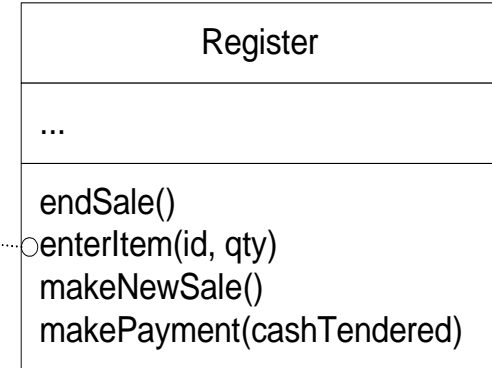 Register
...
endSale()
enterItem(id, qty)
makeNewSale()
makePayment(cashTendered)